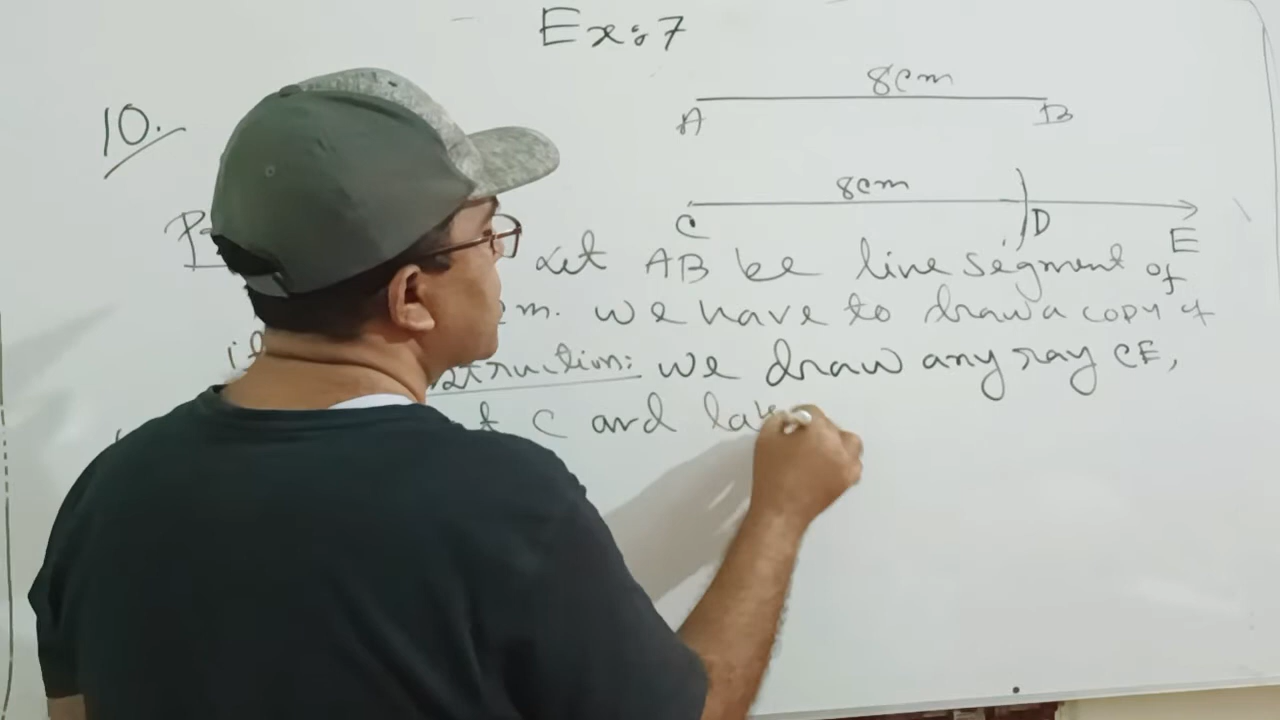 Ex:7
10.
8cm
A B
8cm
C D E
Let AB be line segment of
m. we have to draw a copy of
struction: we draw any ray CE,
C and